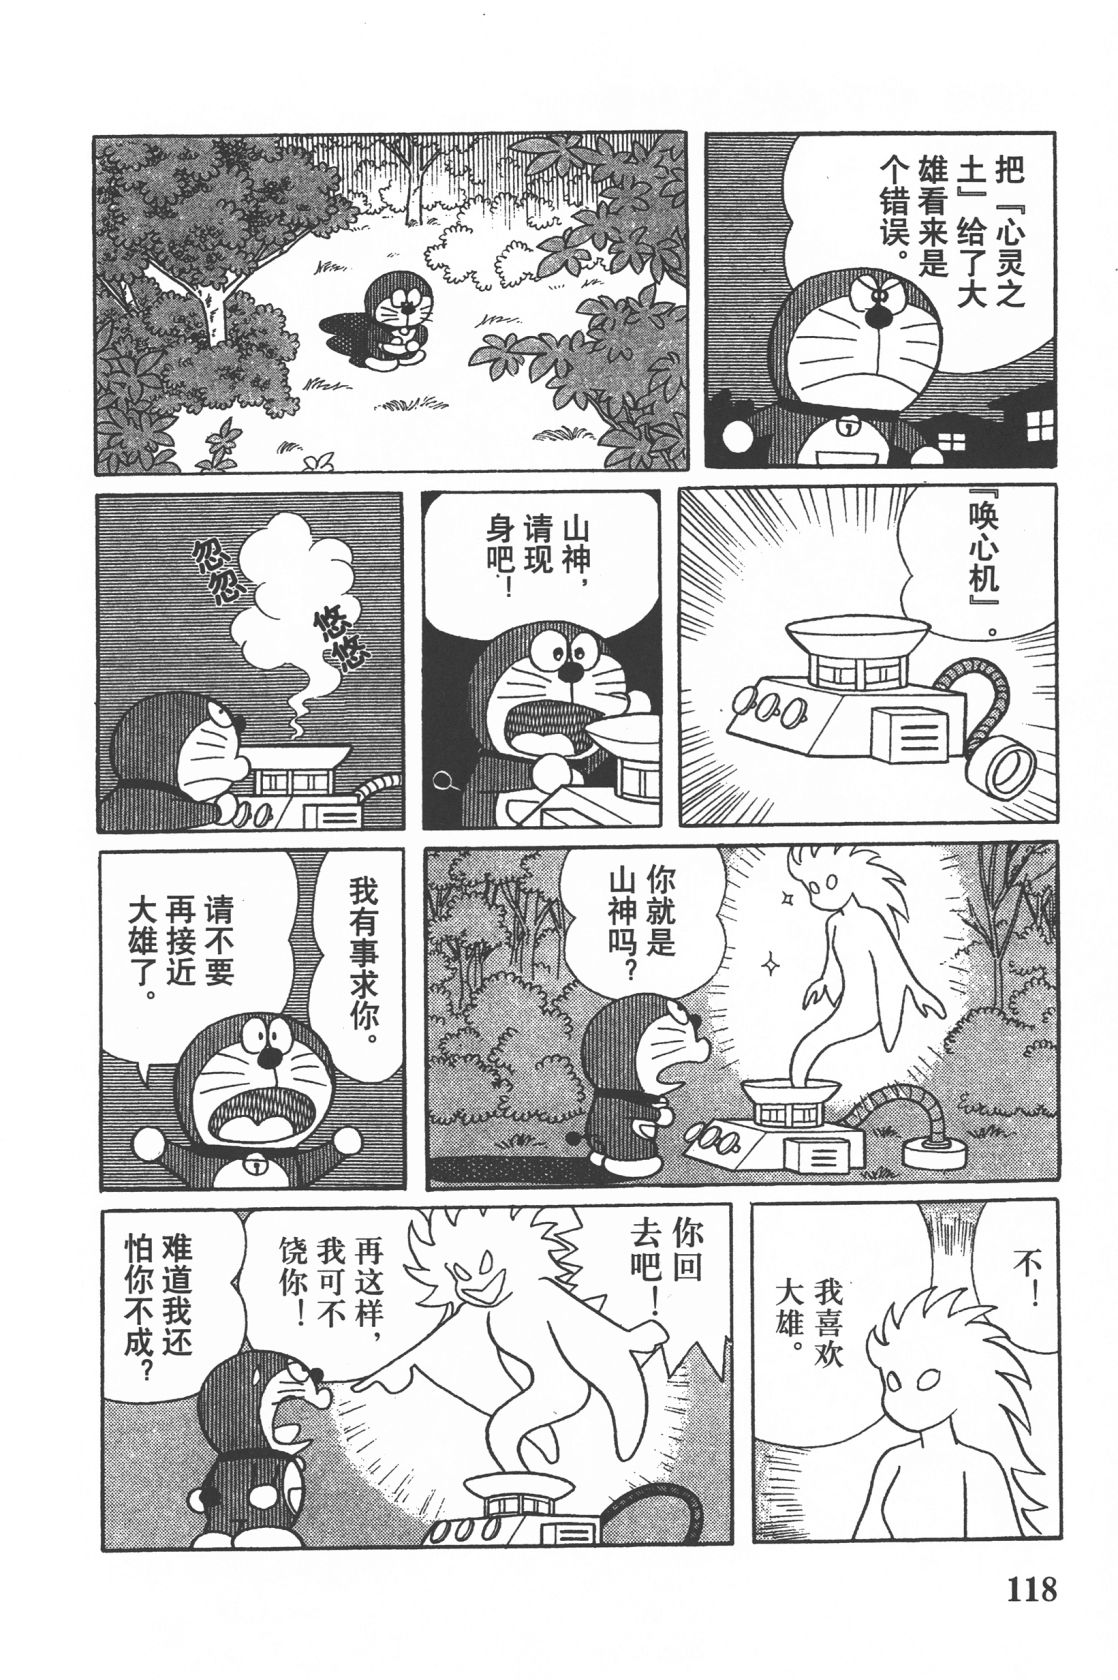 把『心灵之
土』给了大
雄看来是
个错误。
『唤心机』。
山神，
请现
身吧！
悠悠
忽忽
你就是
山神吗？
我有事求你。
请不要
再接近
大雄了。
不！
我喜欢
大雄。
你回
去吧！
再这样，
我可不
饶你！
难道我还
怕你不成？
118